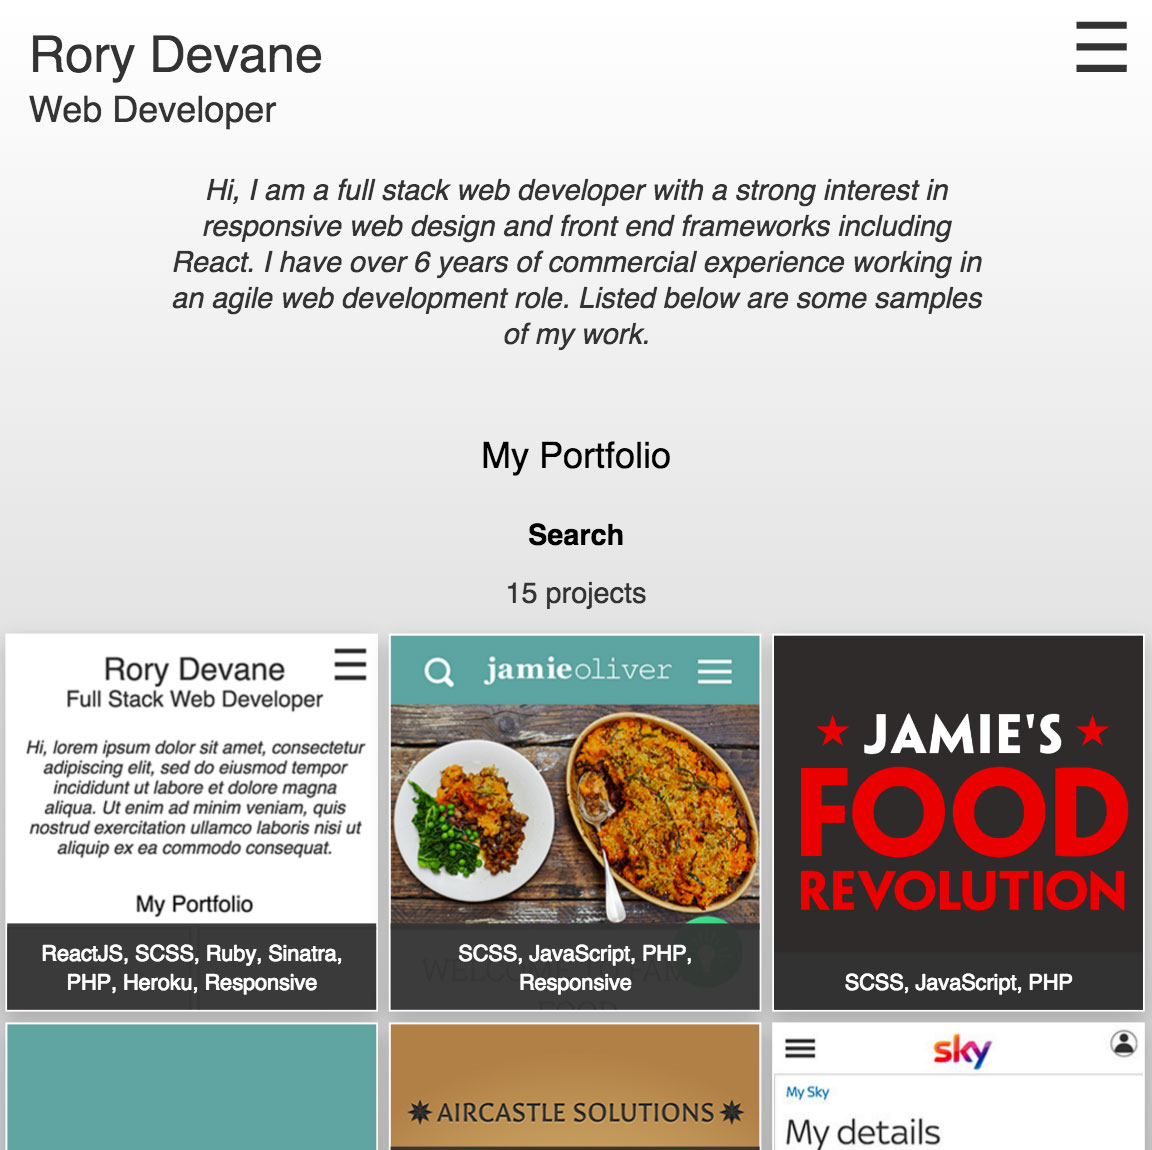 Rory Devane
Web Developer
Hi, I am a full stack web developer with a strong interest in
responsive web design and front end frameworks including
React. I have over 6 years of commercial experience working in
an agile web development role. Listed below are some samples
of my work.
My Portfolio
Search
15 projects
Rory Devane
Full Stack Web Developer
Hi, lorem ipsum dolor sit amet, consectetur
adipiscing elit, sed do eiusmod tempor
incididunt ut labore et dolore magna
aliqua. Ut enim ad minim veniam, quis
nostrud exercitation ullamco laboris nisi ut
aliquip ex ea commodo consequat.
My Portfolio
ReactJS, SCSS, Ruby, Sinatra,
PHP, Heroku, Responsive
jamieoliver
WELCOME TO FAM
FOOD
SCSS, JavaScript, PHP,
Responsive
JAMIE'S
FOOD
REVOLUTION
SCSS, JavaScript, PHP
AIRCASTLE SOLUTIONS
sky
My Sky
My details